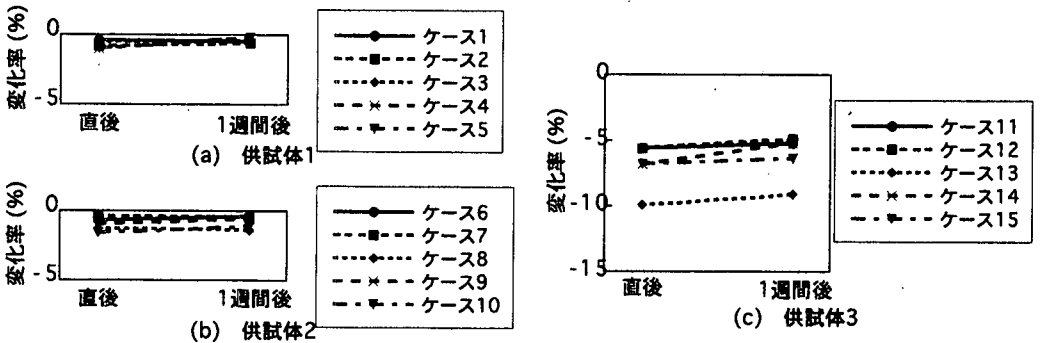 変化率(%)
0
-5
直後
1週間後
ケース1
ケース2
ケース3
ケース4
ケース5
(a) 供試体1
変化率(%)
0
-5
直後
1週間後
ケース6
ケース7
ケース8
ケース9
ケース10
(b) 供試体2
変化率(%)
0
-5
-10
-15
直後
1週間後
ケース11
ケース12
ケース13
ケース14
ケース15
(c) 供試体3